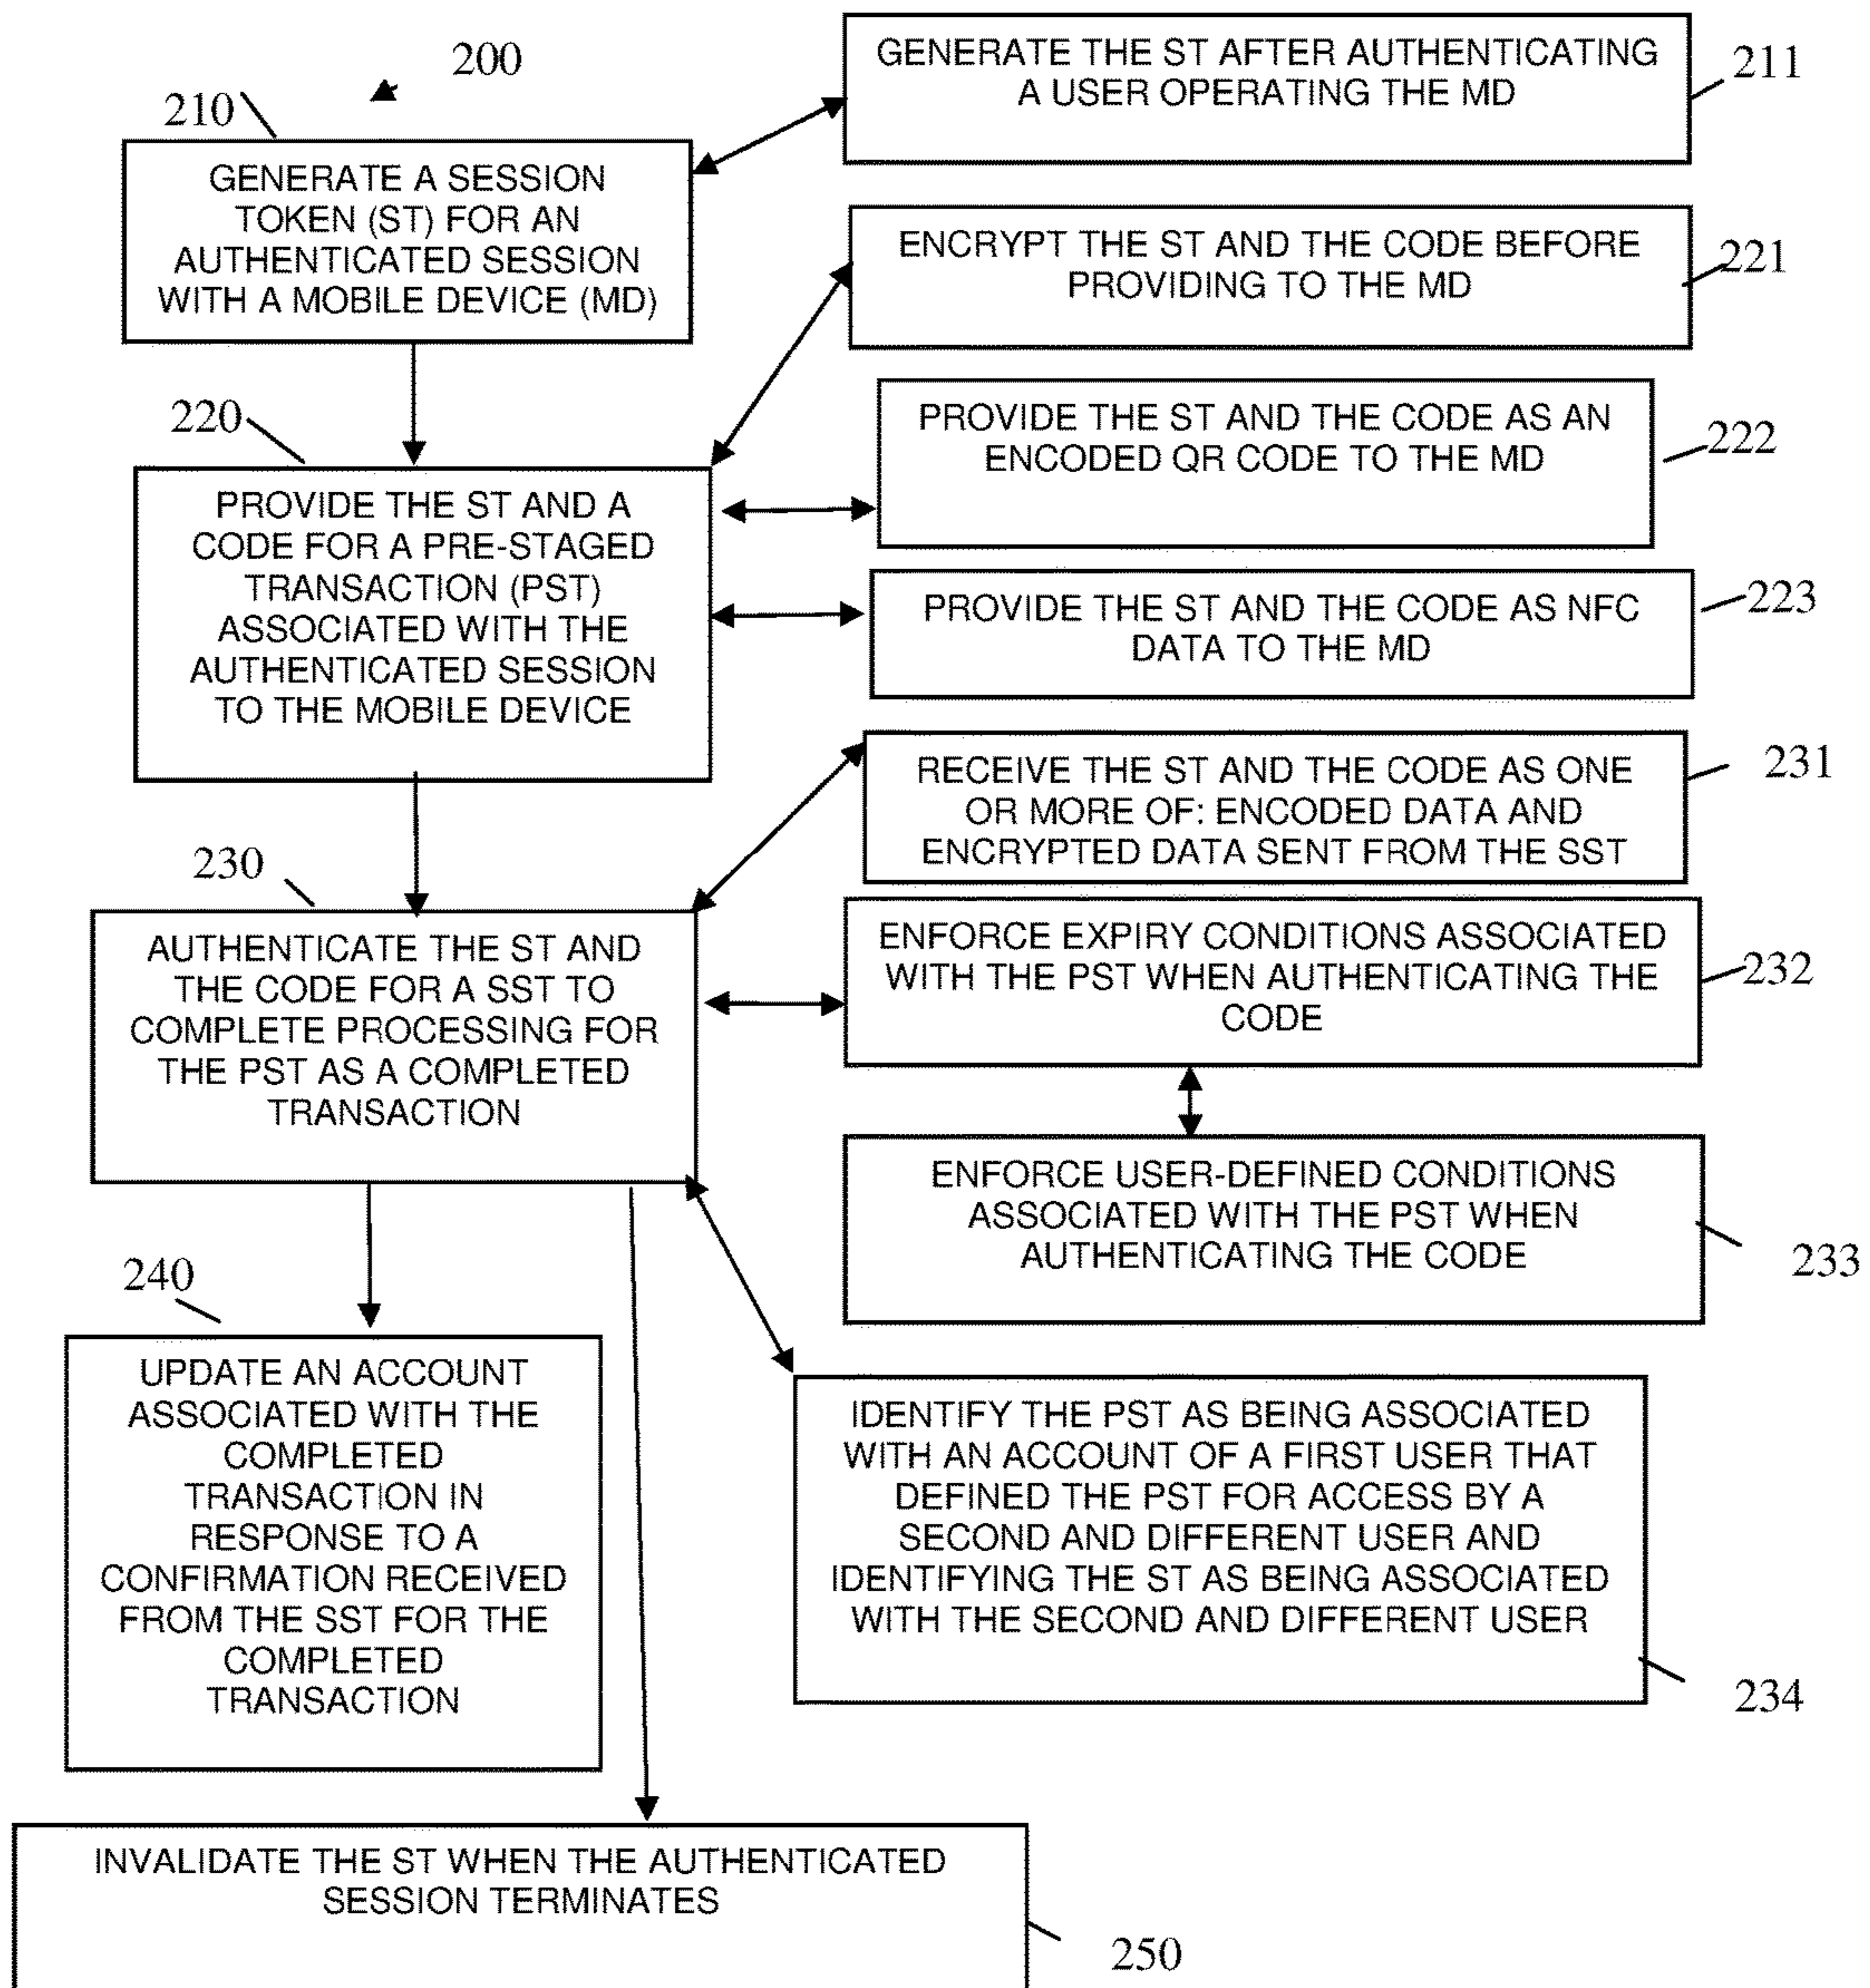 200
210
GENERATE A SESSION
TOKEN (ST) FOR AN
AUTHENTICATED SESSION
WITH A MOBILE DEVICE (MD)
GENERATE THE ST AFTER AUTHENTICATING
A USER OPERATING THE MD
211
220
PROVIDE THE ST AND A
CODE FOR A PRE-STAGED
TRANSACTION (PST)
ASSOCIATED WITH THE
AUTHENTICATED SESSION
TO THE MOBILE DEVICE
ENCRYPT THE ST AND THE CODE BEFORE
PROVIDING TO THE MD
221
PROVIDE THE ST AND THE CODE AS AN
ENCODED QR CODE TO THE MD
222
PROVIDE THE ST AND THE CODE AS NFC
DATA TO THE MD
223
230
AUTHENTICATE THE ST AND
THE CODE FOR A SST TO
COMPLETE PROCESSING FOR
THE PST AS A COMPLETED
TRANSACTION
RECEIVE THE ST AND THE CODE AS ONE
OR MORE OF: ENCODED DATA AND
ENCRYPTED DATA SENT FROM THE SST
231
ENFORCE EXPIRY CONDITIONS ASSOCIATED
WITH THE PST WHEN AUTHENTICATING THE
CODE
232
ENFORCE USER-DEFINED CONDITIONS
ASSOCIATED WITH THE PST WHEN
AUTHENTICATING THE CODE
233
240
UPDATE AN ACCOUNT
ASSOCIATED WITH THE
COMPLETED
TRANSACTION IN
RESPONSE TO A
CONFIRMATION RECEIVED
FROM THE SST FOR THE
COMPLETED
TRANSACTION
IDENTIFY THE PST AS BEING ASSOCIATED
WITH AN ACCOUNT OF A FIRST USER THAT
DEFINED THE PST FOR ACCESS BY A
SECOND AND DIFFERENT USER AND
IDENTIFYING THE ST AS BEING ASSOCIATED
WITH THE SECOND AND DIFFERENT USER
234
INVALIDATE THE ST WHEN THE AUTHENTICATED
SESSION TERMINATES
250